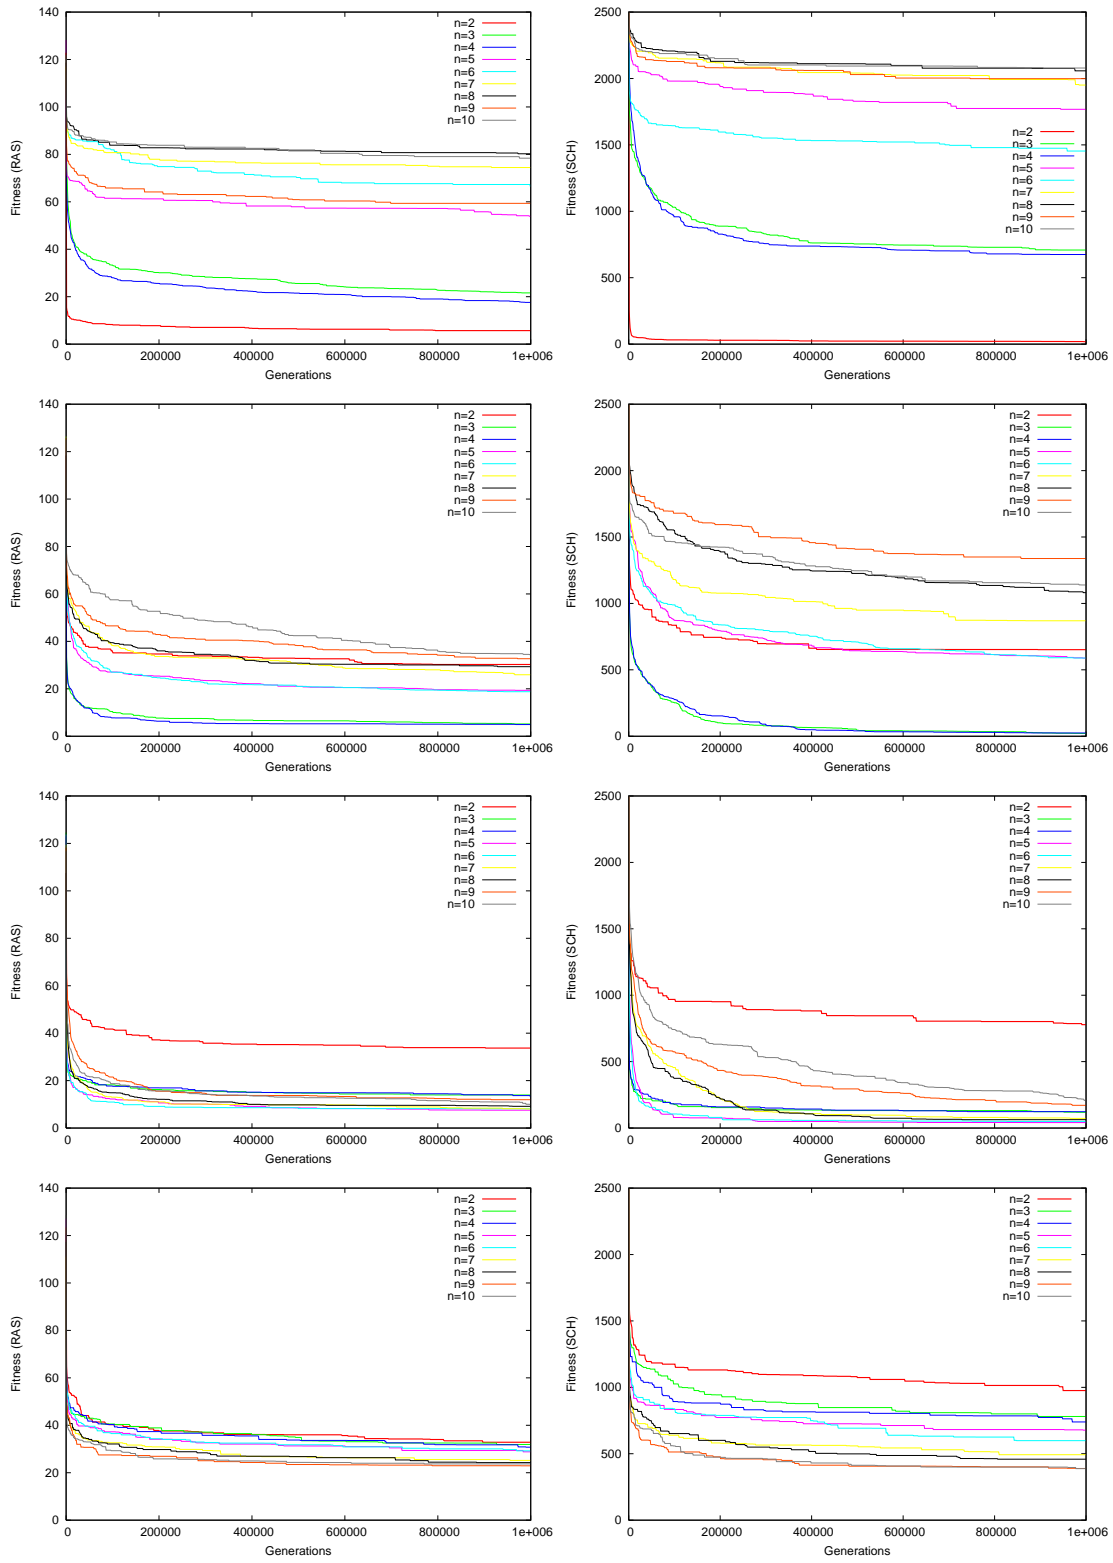 140
120
100
80
60
40
20
0
Fitness (RAS)
n=2
n=3
n=4
n=5
n=6
n=7
n=8
n=9
n=10
0 200000 400000 600000 800000 1e+006
Generations
2500
2000
1500
1000
500
0
Fitness (SCH)
n=2
n=3
n=4
n=5
n=6
n=7
n=8
n=9
n=10
0 200000 400000 600000 800000 1e+006
Generations
140
120
100
80
60
40
20
0
Fitness (RAS)
n=2
n=3
n=4
n=5
n=6
n=7
n=8
n=9
n=10
0 200000 400000 600000 800000 1e+006
Generations
2500
2000
1500
1000
500
0
Fitness (SCH)
n=2
n=3
n=4
n=5
n=6
n=7
n=8
n=9
n=10
0 200000 400000 600000 800000 1e+006
Generations
140
120
100
80
60
40
20
0
Fitness (RAS)
n=2
n=3
n=4
n=5
n=6
n=7
n=8
n=9
n=10
0 200000 400000 600000 800000 1e+006
Generations
2500
2000
1500
1000
500
0
Fitness (SCH)
n=2
n=3
n=4
n=5
n=6
n=7
n=8
n=9
n=10
0 200000 400000 600000 800000 1e+006
Generations
140
120
100
80
60
40
20
0
Fitness (RAS)
n=2
n=3
n=4
n=5
n=6
n=7
n=8
n=9
n=10
0 200000 400000 600000 800000 1e+006
Generations
2500
2000
1500
1000
500
0
Fitness (SCH)
n=2
n=3
n=4
n=5
n=6
n=7
n=8
n=9
n=10
0 200000 400000 600000 800000 1e+006
Generations